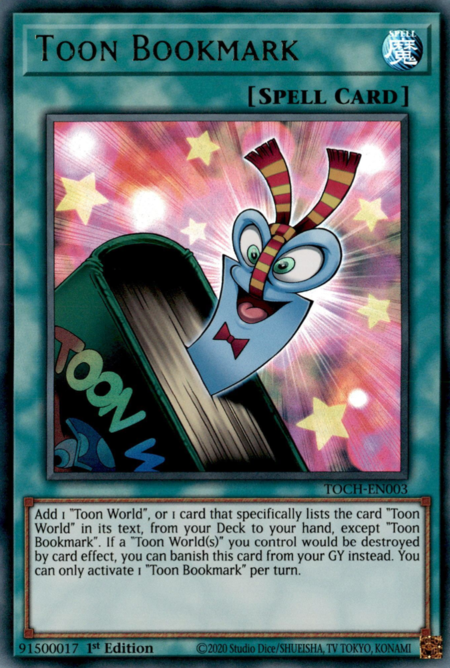 Toon Bookmark
SPELL
魔
[Spell Card]
TOON W
TOCH-EN003
Add 1 "Toon World", or 1 card that specifically lists the card "Toon
World" in its text, from your Deck to your hand, except "Toon
Bookmark". If a "Toon World(s)" you control would be destroyed
by card effect, you can banish this card from your GY instead. You
can only activate 1 "Toon Bookmark" per turn.
91500017 1st Edition ©2020 Studio Dice/SHUEISHA, TV TOKYO, KONAMI